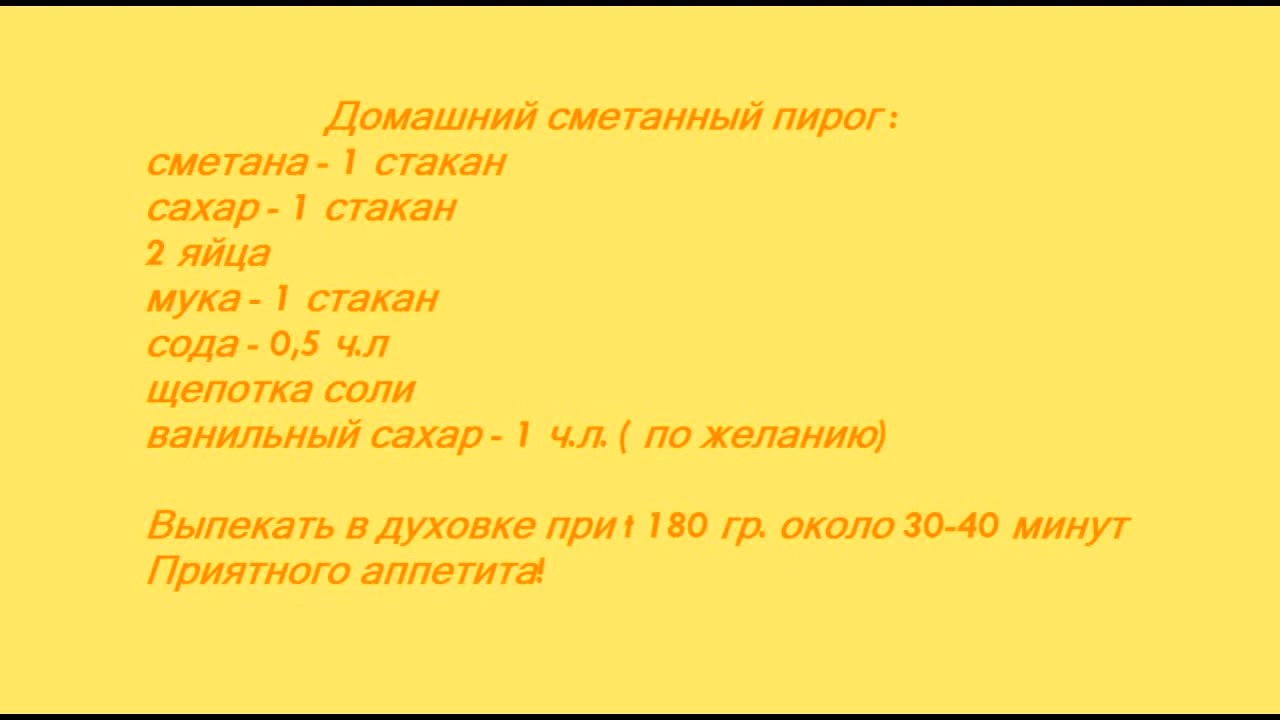 Домашний сметанный пирог :
сметана - 1 стакан
сахар - 1 стакан
2 яйца
мука - 1 стакан
сода - 0,5 ч.л
щепотка соли
ванильный сахар - 1 ч.л. ( по желанию)
Выпекать в духовке при t 180 гр. около 30-40 минут
Приятного аппетита!